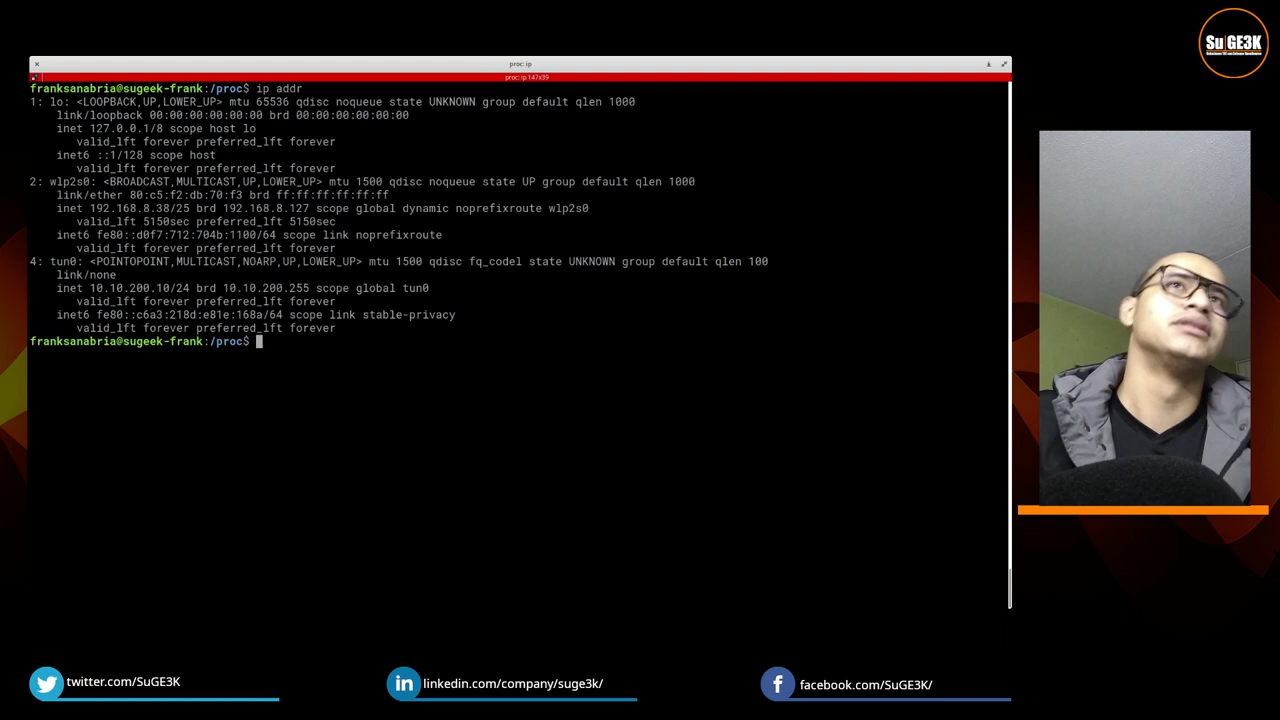 Su GE3K
proc: ip
proc: ip 147x39
franksanabria@sugeek-frank:/proc$ ip addr
1: lo: <LOOPBACK,UP,LOWER_UP> mtu 65536 qdisc noqueue state UNKNOWN group default qlen 1000
    link/loopback 00:00:00:00:00:00 brd 00:00:00:00:00:00
    inet 127.0.0.1/8 scope host lo
       valid_lft forever preferred_lft forever
    inet6 ::1/128 scope host
       valid_lft forever preferred_lft forever
2: wlp2s0: <BROADCAST,MULTICAST,UP,LOWER_UP> mtu 1500 qdisc noqueue state UP group default qlen 1000
    link/ether 80:c5:f2:db:70:f3 brd ff:ff:ff:ff:ff:ff
    inet 192.168.8.38/25 brd 192.168.8.127 scope global dynamic noprefixroute wlp2s0
       valid_lft 5150sec preferred_lft 5150sec
    inet6 fe80::d0f7:712:704b:1100/64 scope link noprefixroute
       valid_lft forever preferred_lft forever
4: tun0: <POINTOPOINT,MULTICAST,NOARP,UP,LOWER_UP> mtu 1500 qdisc fq_codel state UNKNOWN group default qlen 100
    link/none
    inet 10.10.200.10/24 brd 10.10.200.255 scope global tun0
       valid_lft forever preferred_lft forever
    inet6 fe80::c6a3:218d:e81e:168a/64 scope link stable-privacy
       valid_lft forever preferred_lft forever
franksanabria@sugeek-frank:/proc$
twitter.com/SuGE3K
linkedin.com/company/suge3k/
facebook.com/SuGE3K/